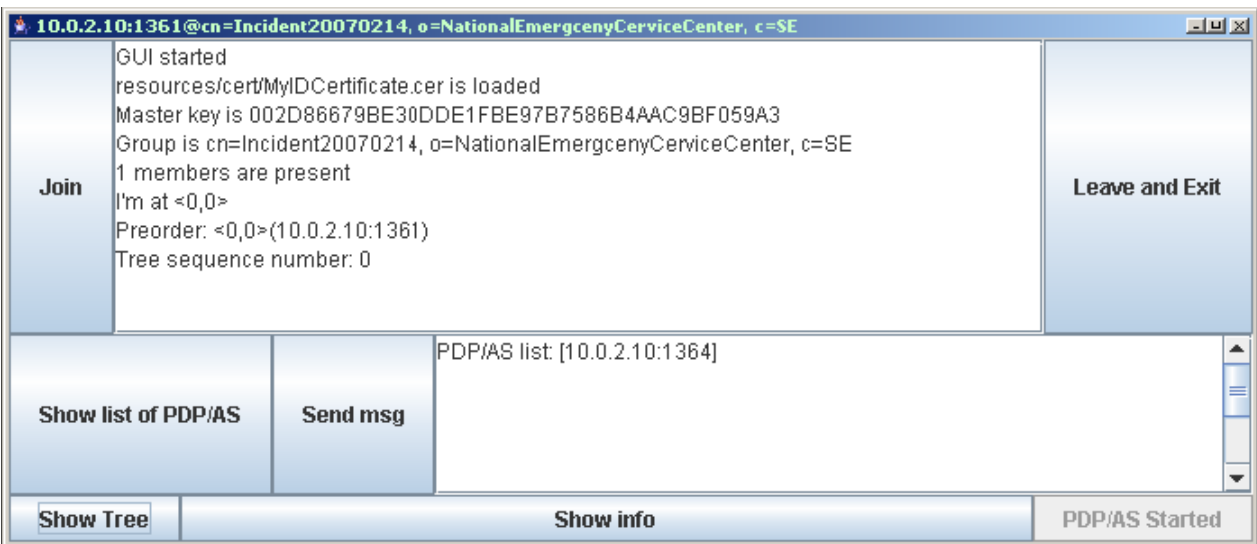 10.0.2.10:1361@cn=Incident20070214, o=NationalEmergcenyCerviceCenter, c=SE
GUI started
resources/cert/MyIDCertificate.cer is loaded
Master key is 002D86679BE30DDE1FBE97B7586B4AAC9BF059A3
Group is cn=Incident20070214, o=NationalEmergcenyCerviceCenter, c=SE
1 members are present
I'm at <0,0>
Preorder: <0,0>(10.0.2.10:1361)
Tree sequence number: 0
Join
Leave and Exit
Show list of PDP/AS
Send msg
PDP/AS list: [10.0.2.10:1364]
Show Tree
Show info
PDP/AS Started